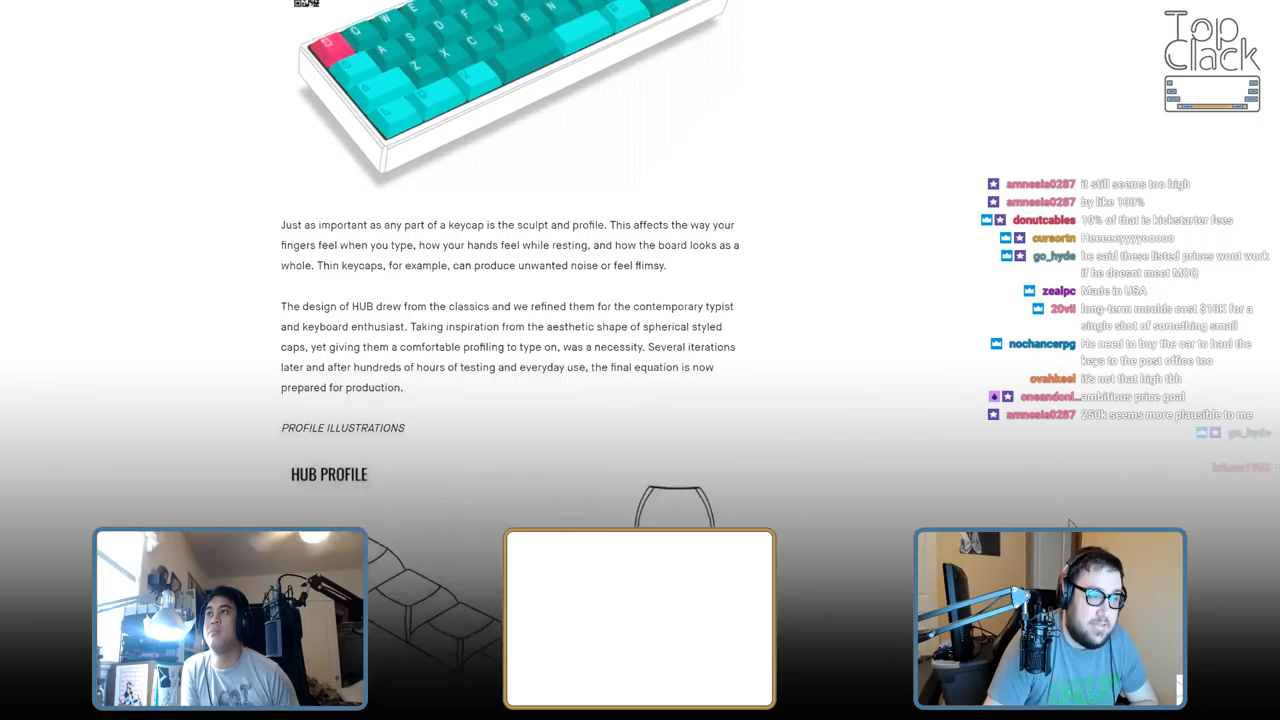 Top
Clack
Q
E
A
S
D
F
G
B
N
Z
X
C
V
Just as important as any part of a keycap is the sculpt and profile. This affects the way your
fingers feel when you type, how your hands feel while resting, and how the board looks as a
whole. Thin keycaps, for example, can produce unwanted noise or feel flimsy.
The design of HUB drew from the classics and we refined them for the contemporary typist
and keyboard enthusiast. Taking inspiration from the aesthetic shape of spherical styled
caps, yet giving them a comfortable profiling to type on, was a necessity. Several iterations
later and after hundreds of hours of testing and everyday use, the final equation is now
prepared for production.
PROFILE ILLUSTRATIONS
HUB PROFILE
amnesia0287 it still seems too high
amnesia0287 by like 100%
donutcables 10% of that is kickstarter fees
cursortn Heeeeeyyyyoooo
go_hyde he said these listed prices wont work
if he doesnt meet MOQ
zealpc Made in USA
20vil long-term moulds cost $10K for a
single shot of something small
nochancerpg He need to buy the car to haul the
keys to the post office too
ovahkeel it's not that high tbh
oneandonl... ambitious price goal
amnesia0287 250k seems more plausible to me
go_hyde